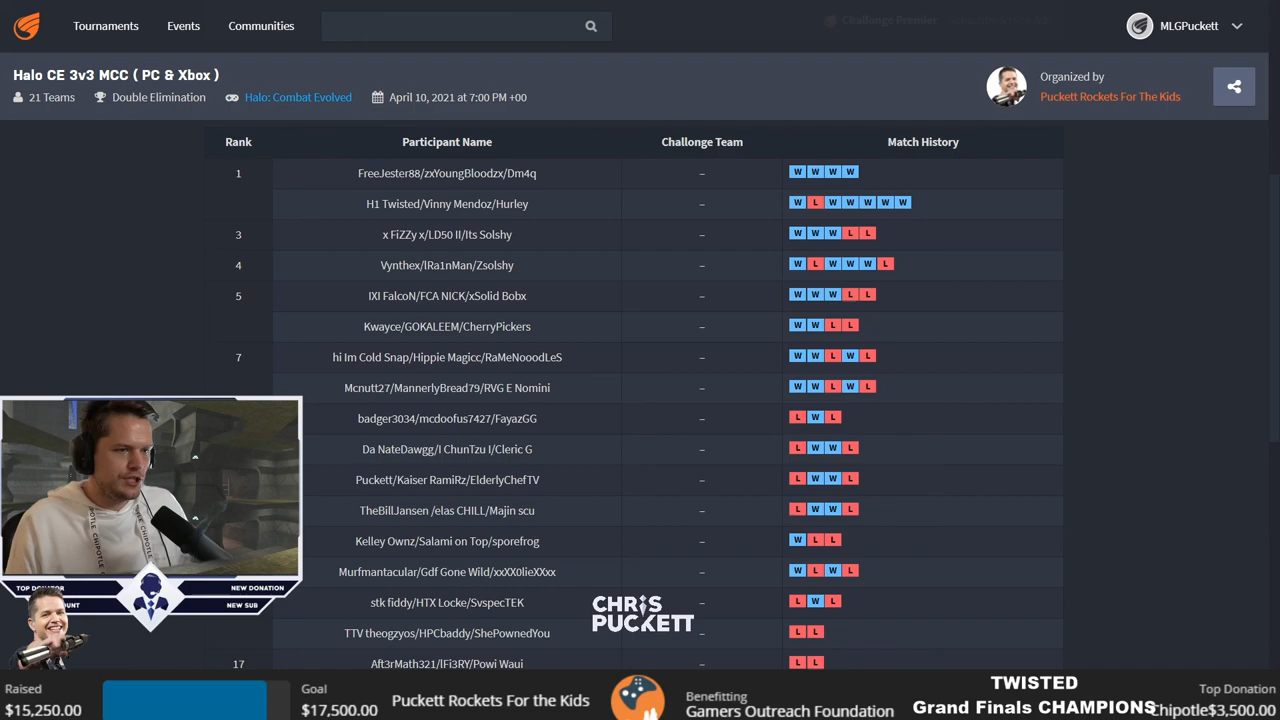 Tournaments Events Communities MLGPuckett
Challonge Premier
Halo CE 3v3 MCC ( PC & Xbox )
21 Teams Double Elimination Halo: Combat Evolved April 10, 2021 at 7:00 PM +00
Organized by
Puckett Rockets For The Kids
Rank Participant Name Challonge Team Match History
1 FreeJester88/zxYoungBloodzx/Dm4q – W W W W
H1 Twisted/Vinny Mendoz/Hurley – W L W W W W W
3 x FiZZy x/LD50 II/Its Solshy – W W W L L
4 Vynthex/lRa1nMan/Zsolshy – W L W W W L
5 IXI FalcoN/FCA NICK/xSolid Bobx – W W W L L
Kwayce/GOKALEEM/CherryPickers – W W L L
7 hi Im Cold Snap/Hippie Magicc/RaMeNooodLeS – W W L W L
Mcnutt27/MannerlyBread79/RVG E Nomini – W W L W L
badger3034/mcdoofus7427/FayazGG – L W L
Da NateDawgg/I ChunTzu I/Cleric G – L W W L
Puckett/Kaiser RamiRz/ElderlyChefTV – L W W L
TheBillJansen /elas CHILL/Majin scu – L W W L
Kelley Ownz/Salami on Top/sporefrog – W L L
Murfmantacular/Gdf Gone Wild/xxXX0lieXXxx – W L W L
stk fiddy/HTX Locke/SvspecTEK – L W L
TTV theogzyos/HPCbaddy/ShePownedYou – L L
17 Aft3rMath321/lFi3RY/Powi Waui L L
CHIPOTLE
TOP DONATOR NEW DONATION
NEW SUB
CHRIS
PUCKETT
Raised
$15,250.00
Goal
$17,500.00
Puckett Rockets For the Kids
Benefitting
Gamers Outreach Foundation
TWISTED
Grand Finals CHAMPIONS
Top Donation
Chipotle$3,500.00